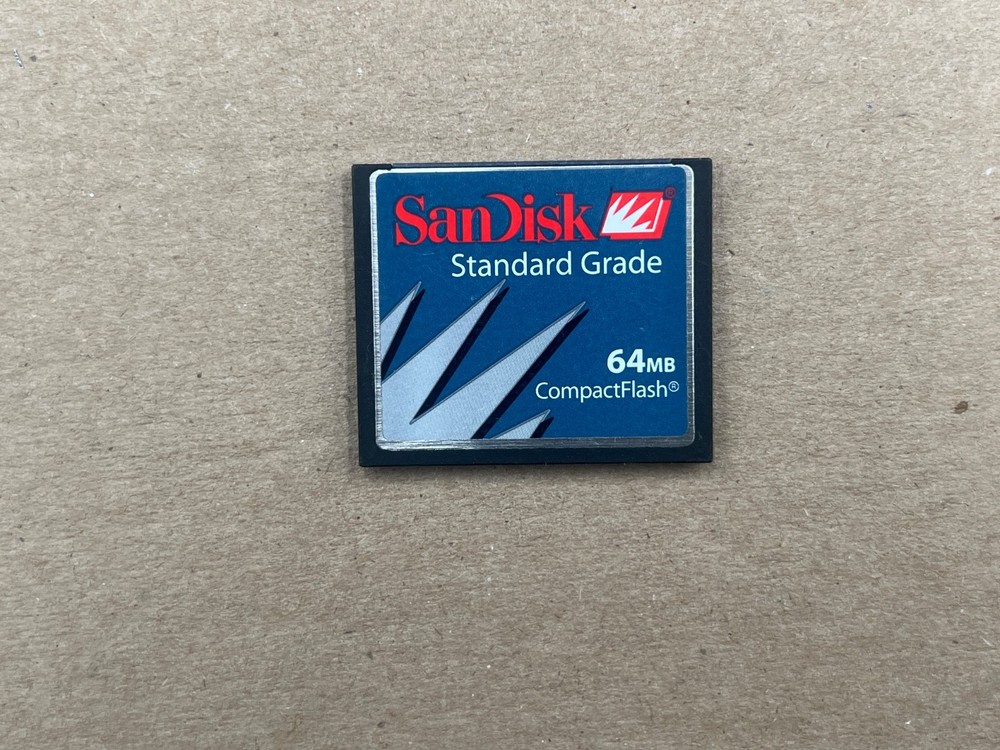 SanDisk®
Standard Grade
64MB
CompactFlash®